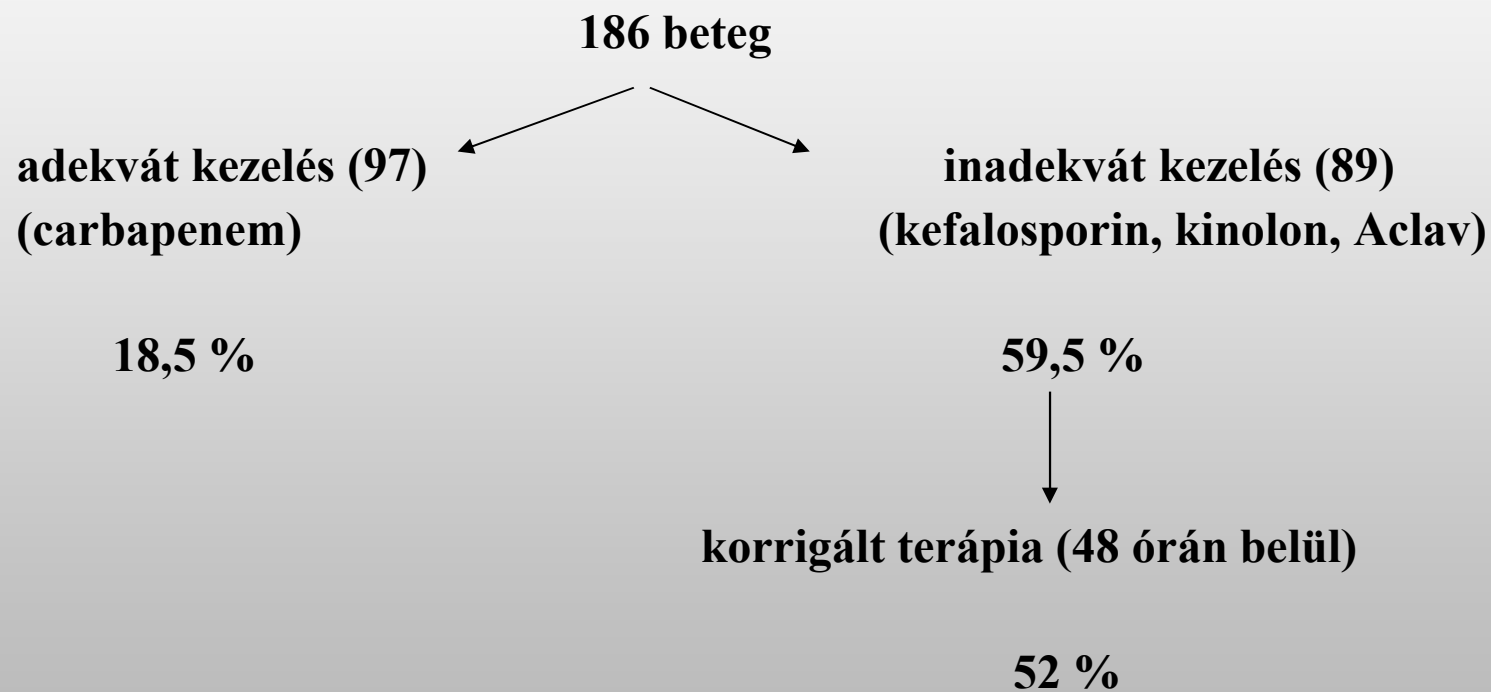 186 beteg
adekvát kezelés (97)
(carbapenem)
18,5 %
inadekvát kezelés (89)
(kefalosporin, kinolon, Aclav)
59,5 %
korrigált terápia (48 órán belül)
52 %